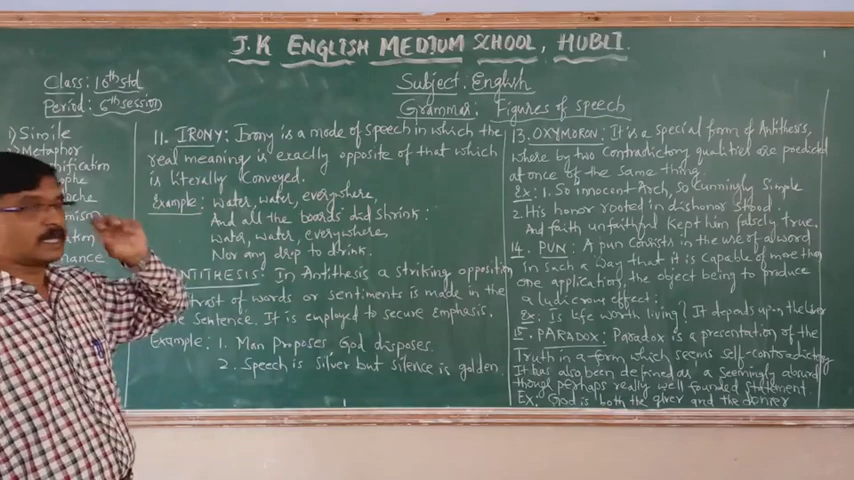 J.K ENGLISH MEDIUM SCHOOL, HUBLI.
Class: 10th std
Subject: English
Period: 6th session
Grammar: Figures of speech
1) Simile
Metaphor
11. IRONY: Irony is a mode of speech in which the
real meaning is exactly opposite of that which
is literally conveyed.
Example: water, water, everywhere,
And all the boards did shrink:
water, water, everywhere,
Nor any drop to drink.
ANTITHESIS: In Antithesis a striking opposition
of words or sentiments is made in the
sentence. It is employed to secure emphasis.
Example: 1. Man Proposes God disposes.
2. Speech is silver but silence is golden.
13. OXYMORON: It is a special form of Antithesis,
where by two Contradictory qualities are predicted
at once of the same thing
Ex: 1. So innocent Arch, so Cunningly Simple
2. His honor rooted in dishonor stood.
And faith unfaithful kept him falsely true.
14. PUN: A pun consists in the use of a word
in such a way that it is capable of more than
one application, the object being to produce
a ludicrous effect:
Ex: Is life worth living? It depends upon the liver
15. PARADOX: Paradox is a presentation of the
Truth in a form which seems self-contradictory
It has also been defined as a seemingly absurd
though perhaps really well founded statement
Ex: God is both the giver and the